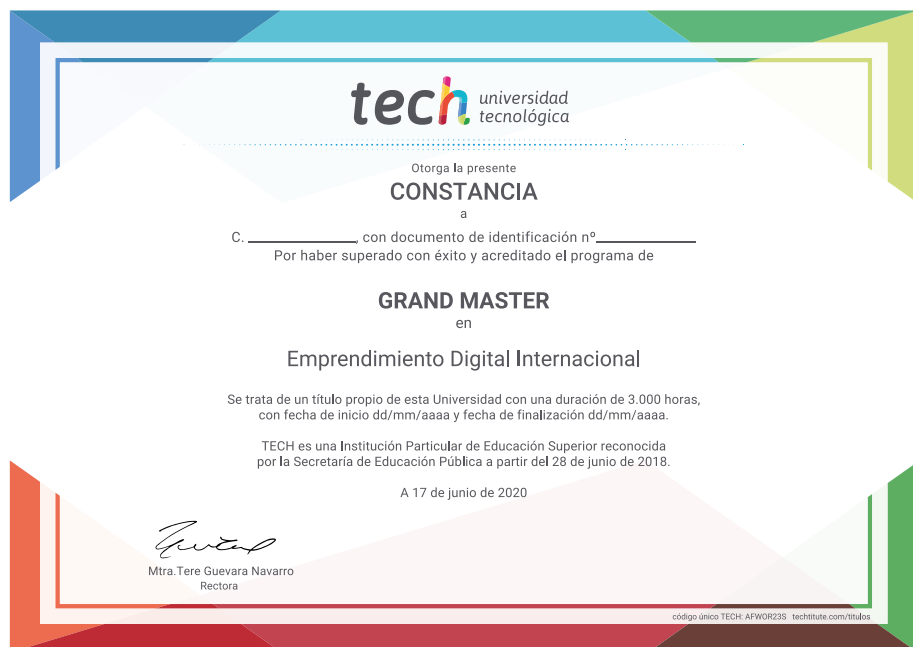 tech universidad
tecnológica
Otorga la presente
CONSTANCIA
a
C. ______________, con documento de identificación nº_____________
Por haber superado con éxito y acreditado el programa de
GRAND MASTER
en
Emprendimiento Digital Internacional
Se trata de un título propio de esta Universidad con una duración de 3.000 horas,
con fecha de inicio dd/mm/aaaa y fecha de finalización dd/mm/aaaa.
TECH es una Institución Particular de Educación Superior reconocida
por la Secretaría de Educación Pública a partir del 28 de junio de 2018.
A 17 de junio de 2020
Mtra.Tere Guevara Navarro
Rectora
código único TECH: AFWOR23S techtitute.com/titulos